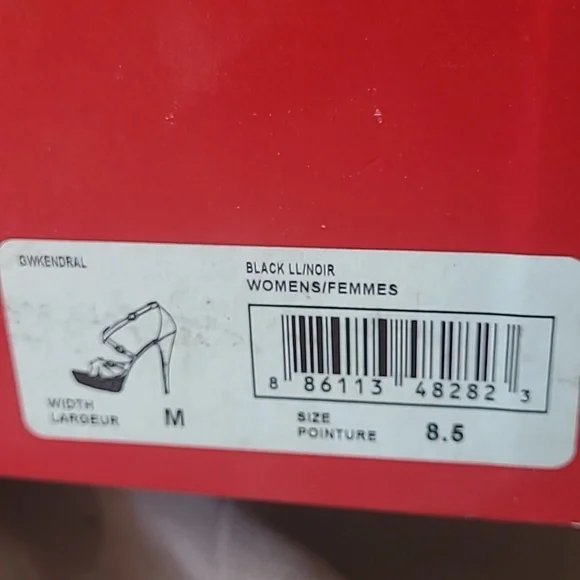 GWKENDRAL
BLACK LL/NOIR
WOMENS/FEMMES
8 86113 48282 3
WIDTH
LARGEUR M
SIZE
POINTURE 8.5